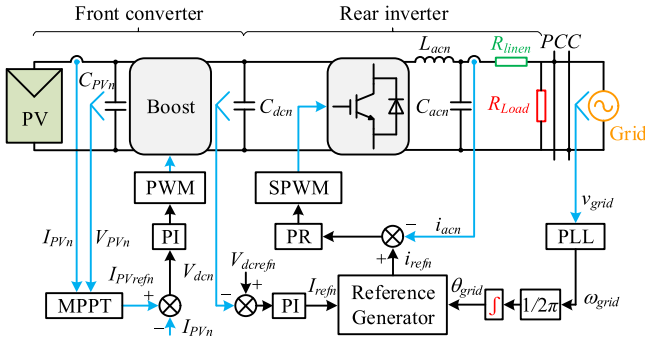 Front converter
Rear inverter
L_acn
R_linen
PCC
C_PVn
PV
Boost
C_dcn
C_acn
R_Load
Grid
PWM
SPWM
v_grid
I_PVn
V_PVn
PI
PR
i_acn
PLL
I_PVrefn
V_dcn
V_dcrefn
i_refn
MPPT
+
−
I_PVn
−
+
PI
I_refn
+
−
Reference
Generator
θ_grid
∫
1/2π
ω_grid